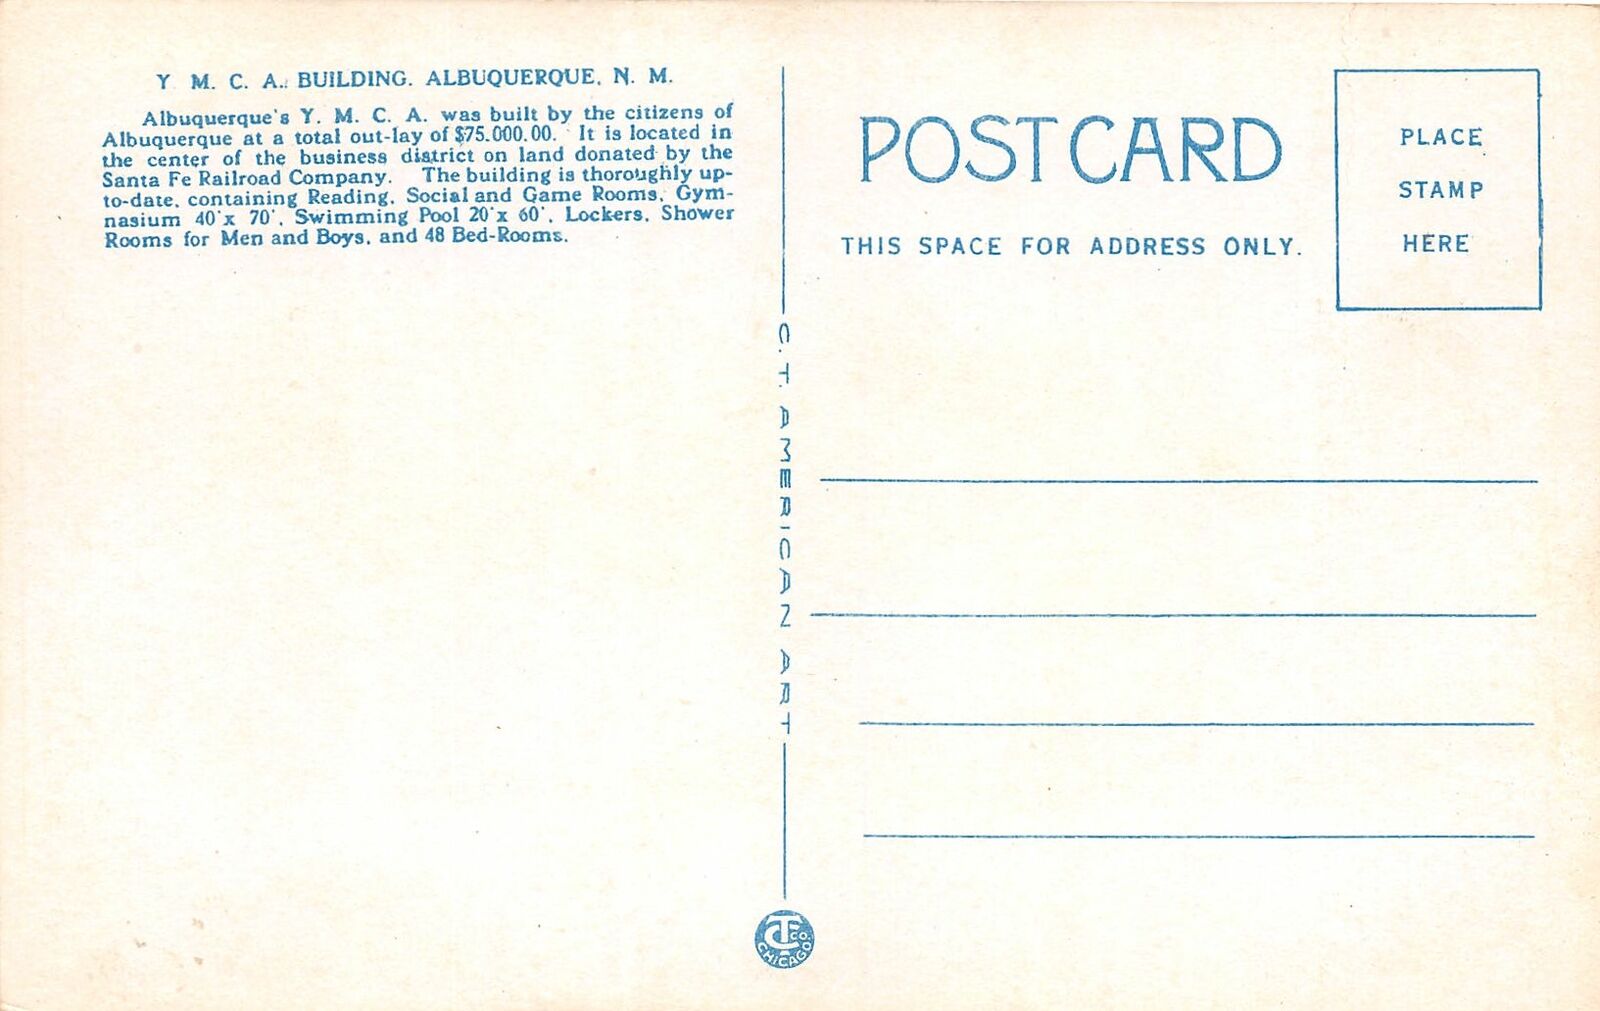 Y. M. C. A. BUILDING. ALBUQUERQUE, N. M.
Albuquerque's Y. M. C. A. was built by the citizens of
Albuquerque at a total out-lay of $75.000.00. It is located in
the center of the business district on land donated by the
Santa Fe Railroad Company. The building is thoroughly up-
to-date, containing Reading, Social and Game Rooms, Gym-
nasium 40'x 70', Swimming Pool 20'x 60', Lockers, Shower
Rooms for Men and Boys, and 48 Bed-Rooms.
C. T. AMERICAN ART
POST CARD
THIS SPACE FOR ADDRESS ONLY.
PLACE
STAMP
HERE
CT CO.
CHICAGO.